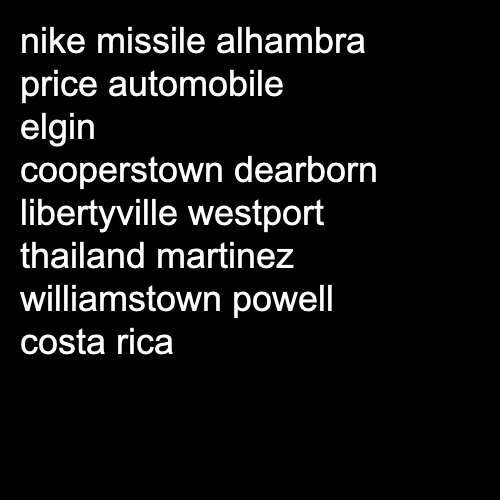 nike missile alhambra
price automobile
elgin
cooperstown dearborn
libertyville westport
thailand martinez
williamstown powell
costa rica